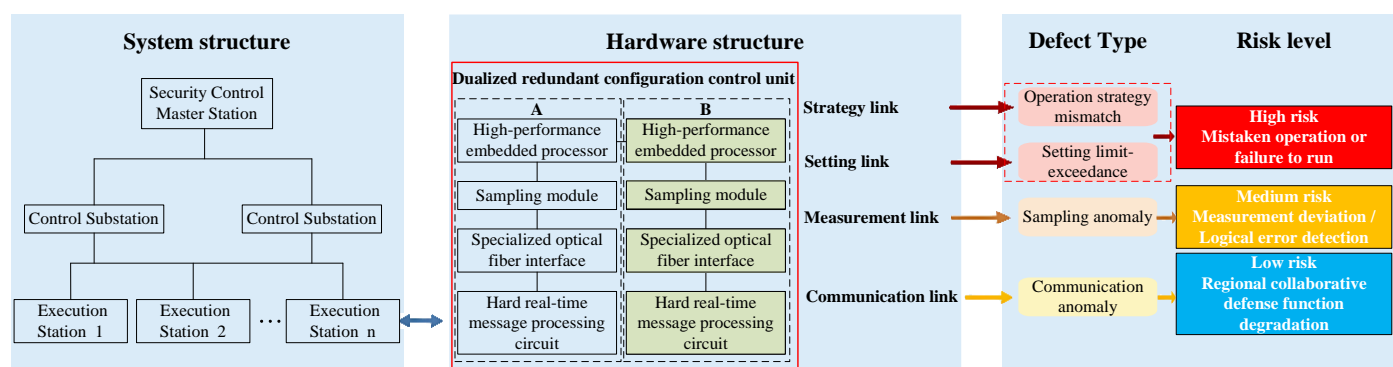 System structure
Security Control
Master Station
Control Substation
Control Substation
Execution
Station 1
Execution
Station 2
...
Execution
Station n
Hardware structure
Dualized redundant configuration control unit
A
High-performance
embedded processor
Sampling module
Specialized optical
fiber interface
Hard real-time
message processing
circuit
B
High-performance
embedded processor
Sampling module
Specialized optical
fiber interface
Hard real-time
message processing
circuit
Strategy link
Setting link
Measurement link
Communication link
Defect Type
Operation strategy
mismatch
Setting limit-
exceedance
Sampling anomaly
Communication
anomaly
Risk level
High risk
Mistaken operation or
failure to run
Medium risk
Measurement deviation /
Logical error detection
Low risk
Regional collaborative
defense function
degradation